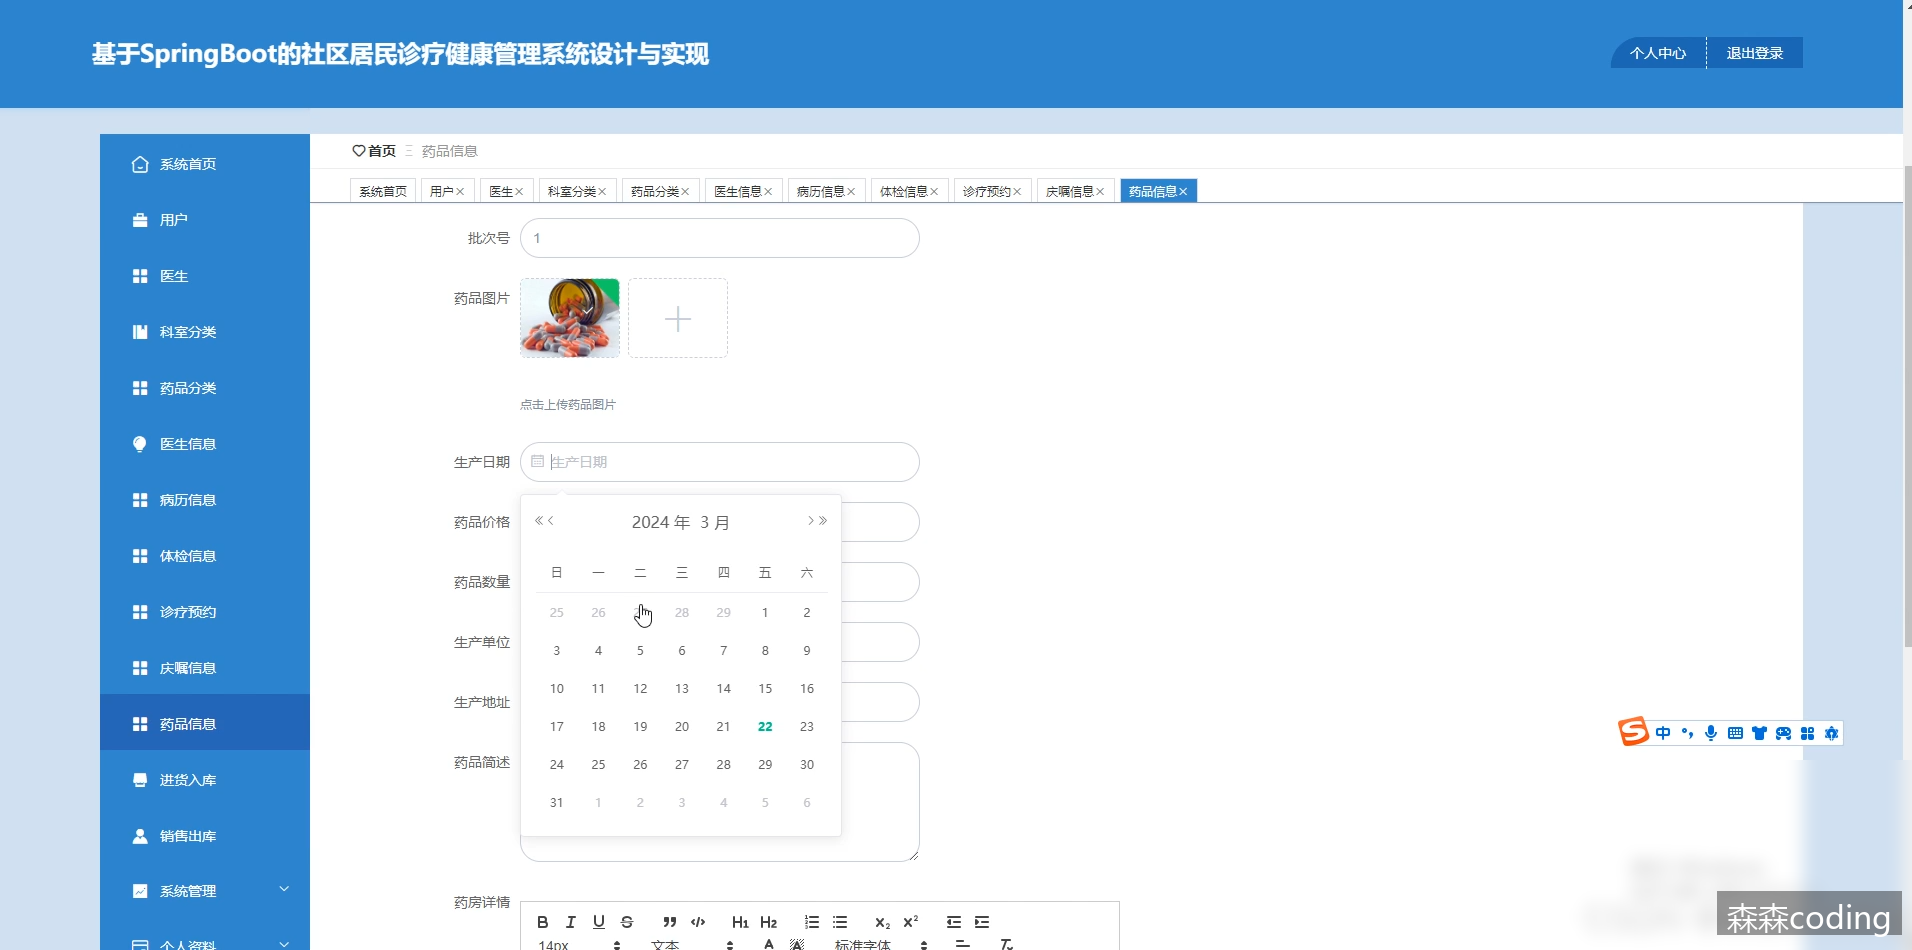 基于SpringBoot的社区居民诊疗健康管理系统设计与实现
个人中心
退出登录
系统首页
用户
医生
科室分类
药品分类
医生信息
病历信息
体检信息
诊疗预约
庆嘱信息
药品信息
进货入库
销售出库
系统管理
个人资料
首页 药品信息
系统首页 用户 医生 科室分类 药品分类 医生信息 病历信息 体检信息 诊疗预约 庆嘱信息 药品信息
批次号 1
药品图片
点击上传药品图片
生产日期 生产日期
药品价格
药品数量
生产单位
生产地址
药品简述
2024 年 3 月
日 一 二 三 四 五 六
25 26 28 29 1 2
3 4 5 6 7 8 9
10 11 12 13 14 15 16
17 18 19 20 21 22 23
24 25 26 27 28 29 30
31 1 2 3 4 5 6
药房详情
B I U S H1 H2 X2 X2
14px 文本 A A 标准字体
中
森森coding